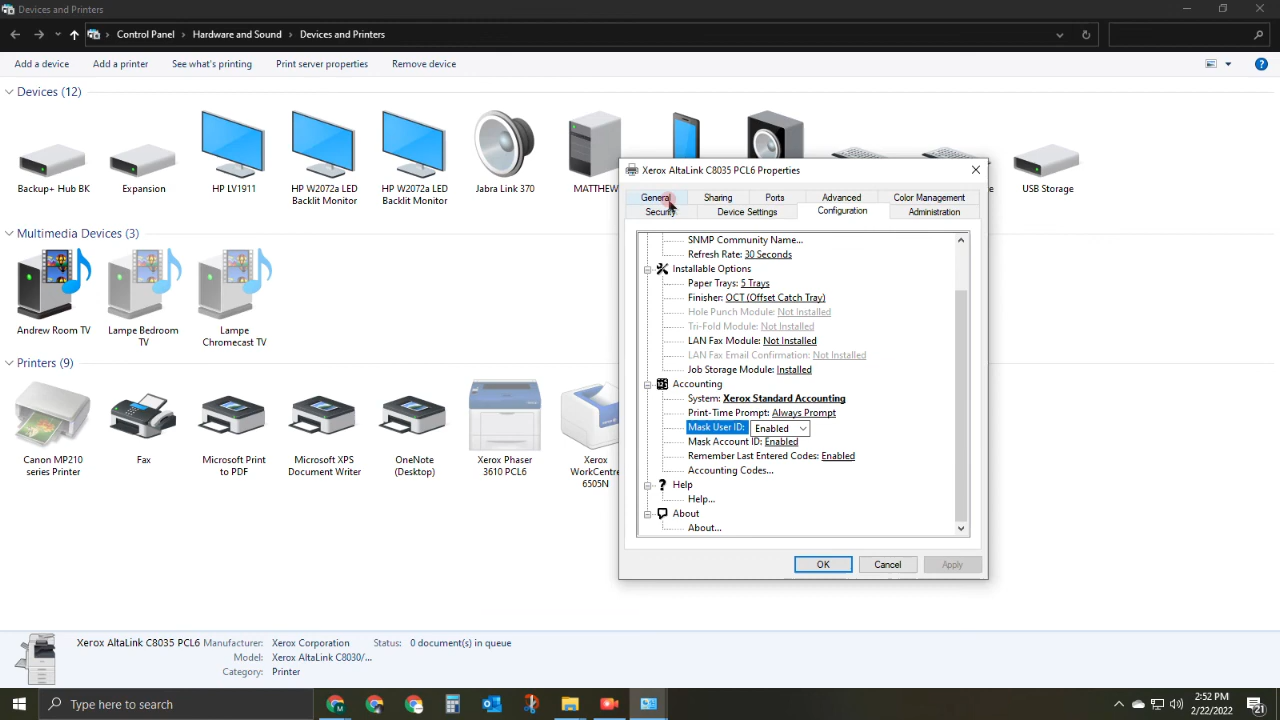 Devices and Printers
Control Panel > Hardware and Sound > Devices and Printers
Add a device Add a printer See what's printing Print server properties Remove device
Devices (12)
Backup+ Hub BK
Expansion
HP LV1911
HP W2072a LED
Backlit Monitor
HP W2072a LED
Backlit Monitor
Jabra Link 370
MATTHEW
USB Storage
Multimedia Devices (3)
Andrew Room TV
Lampe Bedroom
TV
Lampe
Chromecast TV
Printers (9)
Canon MP210
series Printer
Fax
Microsoft Print
to PDF
Microsoft XPS
Document Writer
OneNote
(Desktop)
Xerox Phaser
3610 PCL6
Xerox
WorkCentre
6505N
Xerox AltaLink C8035 PCL6 Properties
General Sharing Ports Advanced Color Management
Security Device Settings Configuration Administration
SNMP Community Name...
Refresh Rate: 30 Seconds
Installable Options
Paper Trays: 5 Trays
Finisher: OCT (Offset Catch Tray)
Hole Punch Module: Not Installed
Tri-Fold Module: Not Installed
LAN Fax Module: Not Installed
LAN Fax Email Confirmation: Not Installed
Job Storage Module: Installed
Accounting
System: Xerox Standard Accounting
Print-Time Prompt: Always Prompt
Mask User ID: Enabled
Mask Account ID: Enabled
Remember Last Entered Codes: Enabled
Accounting Codes...
Help
Help...
About
About...
OK Cancel Apply
Xerox AltaLink C8035 PCL6 Manufacturer: Xerox Corporation Status: 0 document(s) in queue
Model: Xerox AltaLink C8030/...
Category: Printer
Type here to search
2:52 PM
2/22/2022
21